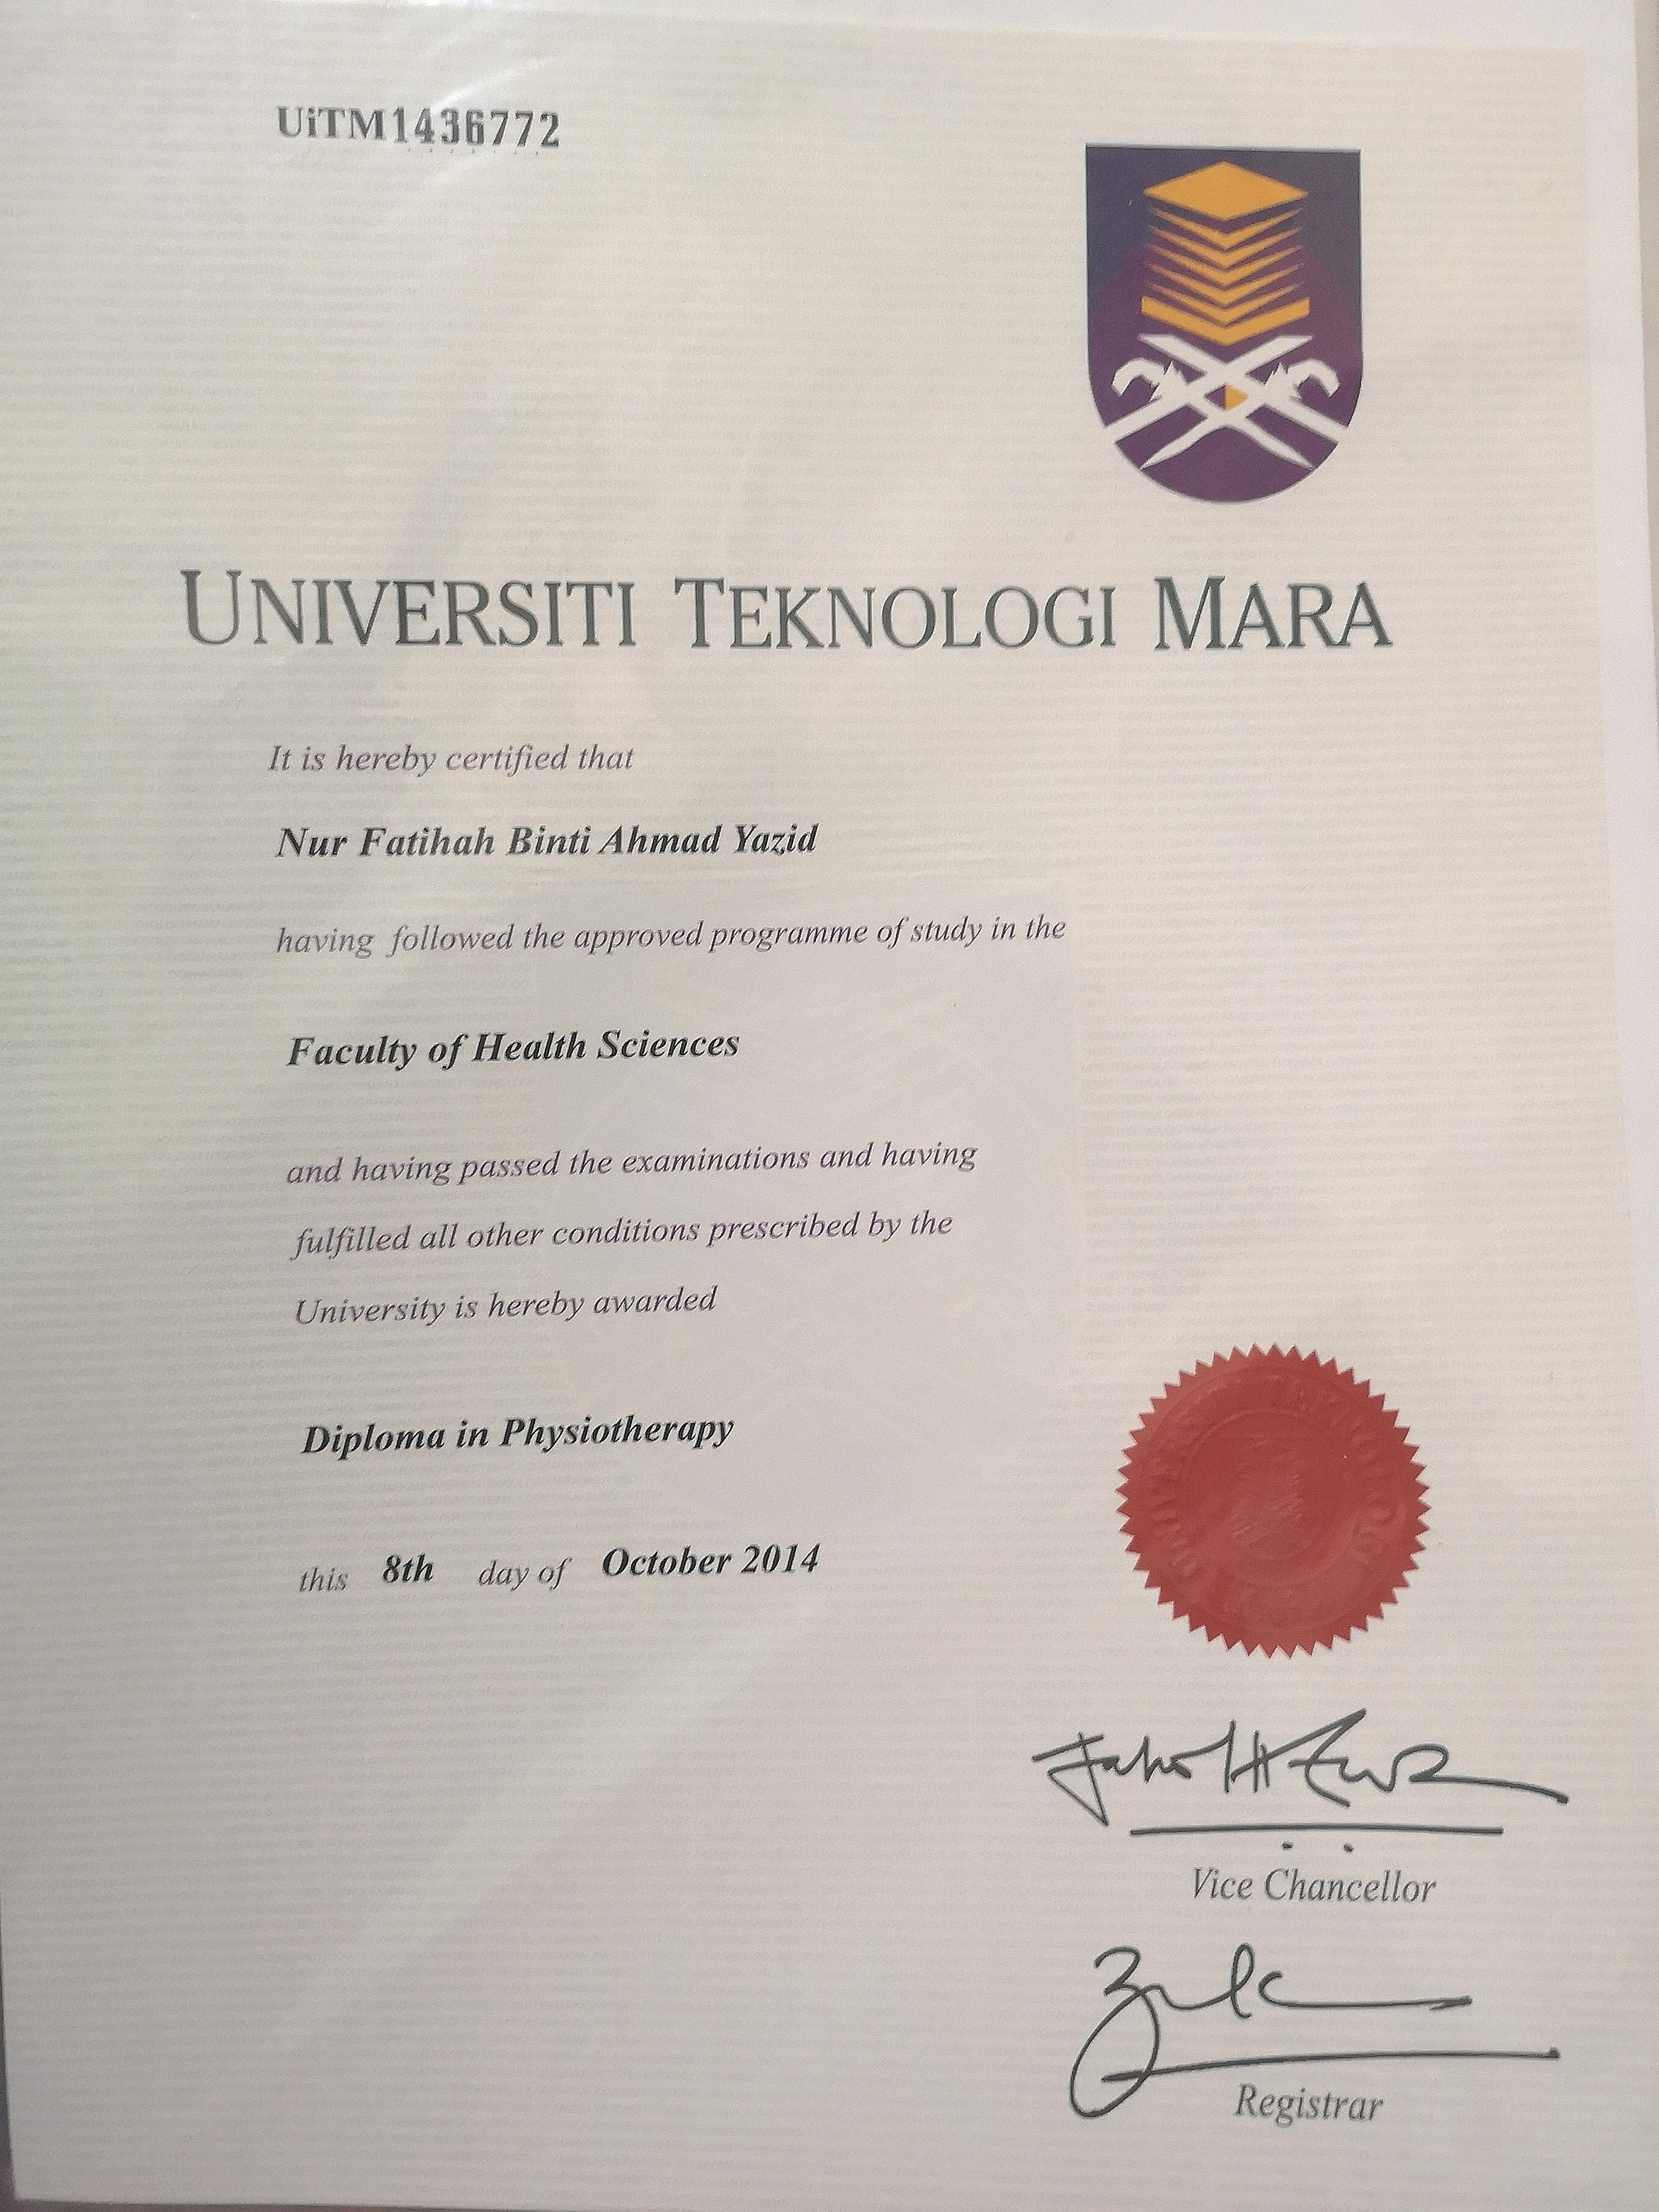 UiTM1436772
UNIVERSITI TEKNOLOGI MARA
It is hereby certified that
Nur Fatihah Binti Ahmad Yazid
having followed the approved programme of study in the
Faculty of Health Sciences
and having passed the examinations and having
fulfilled all other conditions prescribed by the
University is hereby awarded
Diploma in Physiotherapy
this 8th day of October 2014
Vice Chancellor
Registrar